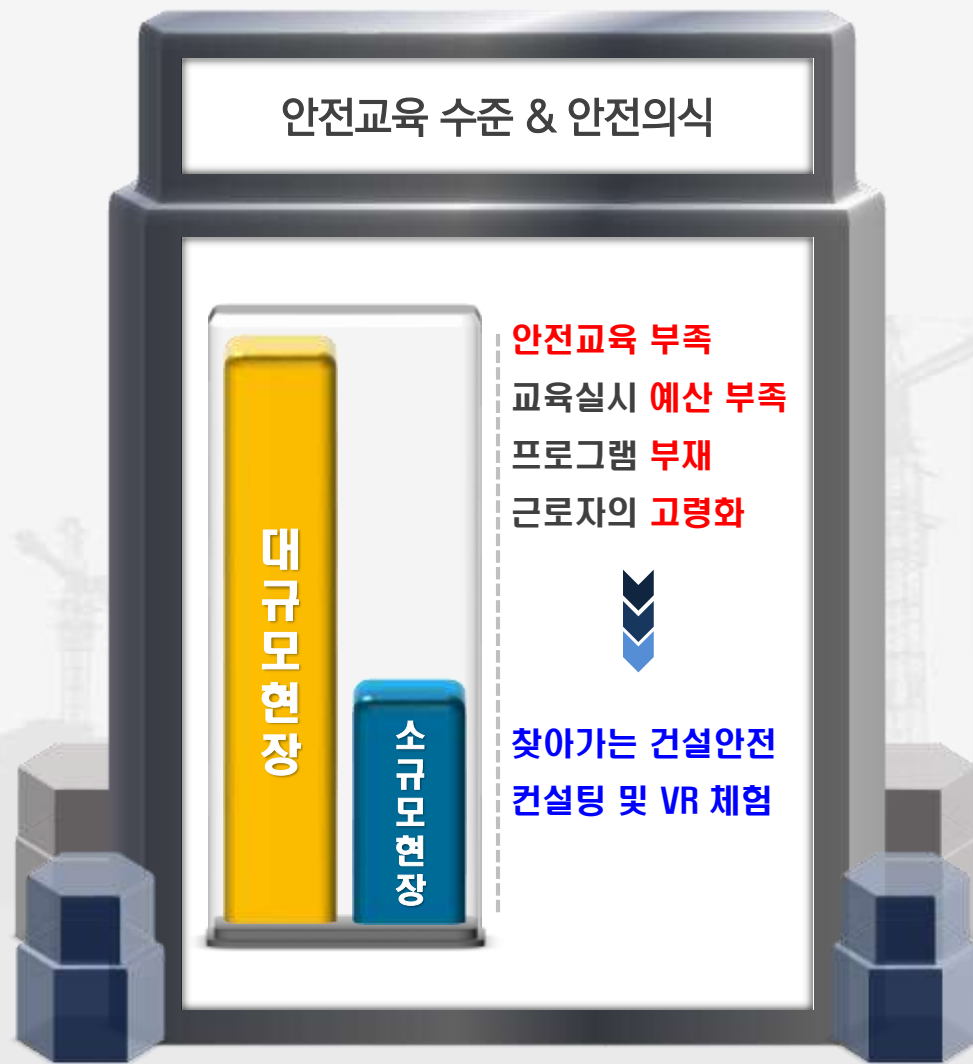 안전교육 수준 & 안전의식
대규모현장
소규모현장
안전교육 부족
교육실시 예산 부족
프로그램 부재
근로자의 고령화
찾아가는 건설안전
컨설팅 및 VR 체험